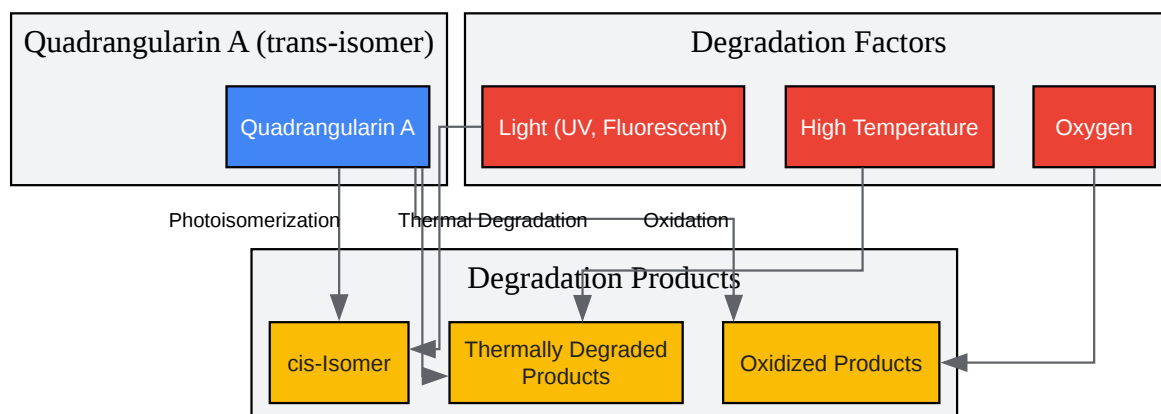 Quadrangularin A (trans-isomer)
Degradation Factors
Quadrangularin A
Light (UV, Fluorescent)
High Temperature
Oxygen
Photoisomerization
Thermal Degradation
Oxidation
Degradation Products
cis-Isomer
Thermally Degraded
Products
Oxidized Products